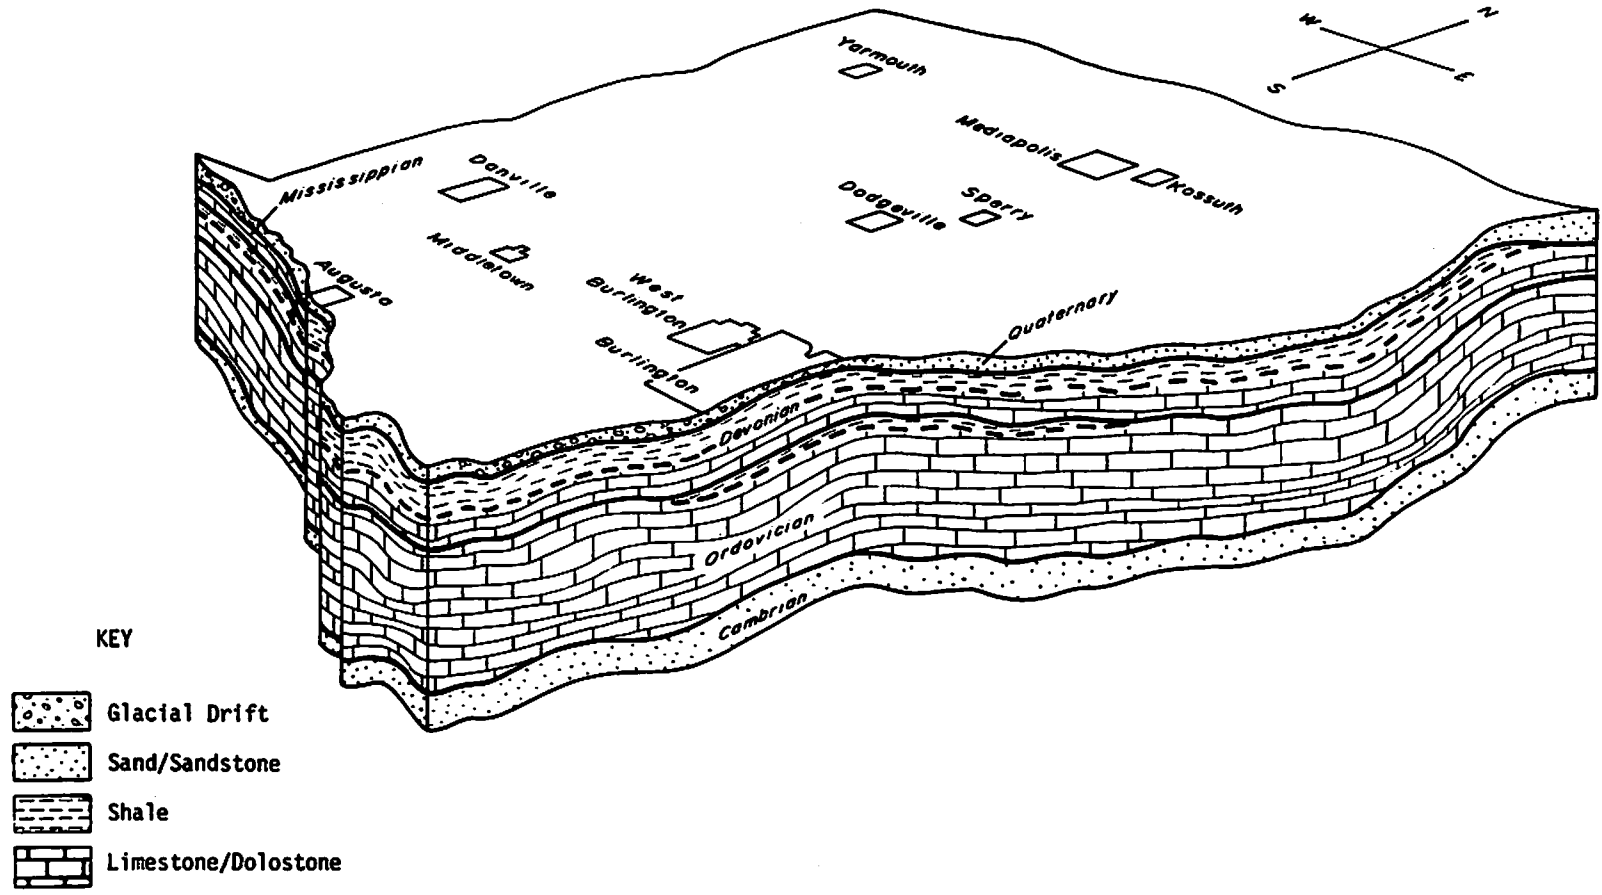 N
W
E
S
Yarmouth
Mediapolis
Kossuth
Mississippian
Danville
Dodgeville
Sperry
Middletown
Augusta
West
Burlington
Quaternary
Burlington
Devonian
Ordovician
Cambrian
KEY
Glacial Drift
Sand/Sandstone
Shale
Limestone/Dolostone